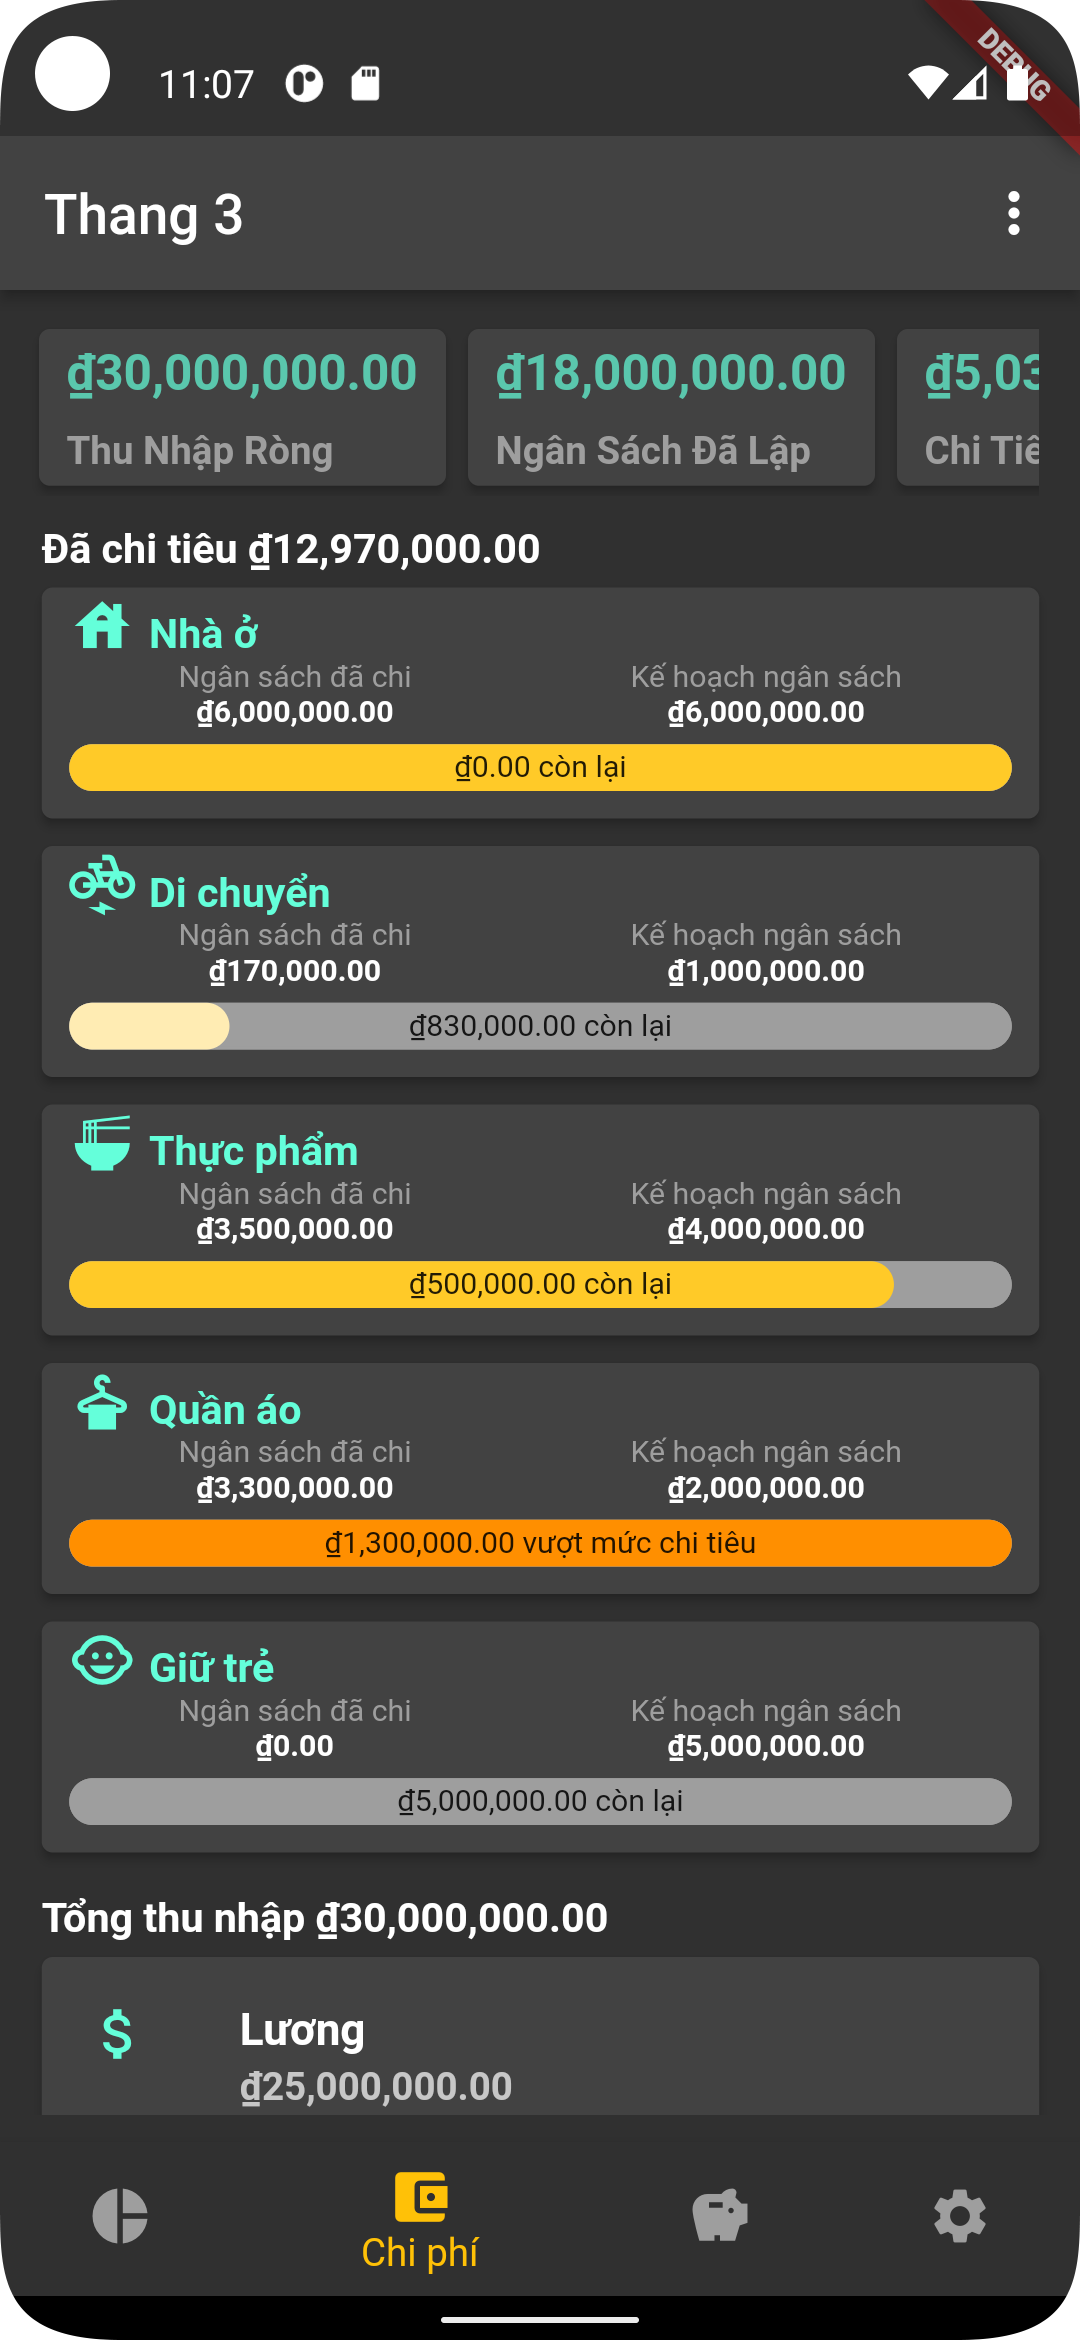 11:07
DEBUG
Thang 3
₫30,000,000.00
Thu Nhập Ròng
₫18,000,000.00
Ngân Sách Đã Lập
₫5,03
Chi Tiê
Đã chi tiêu ₫12,970,000.00
Nhà ở
Ngân sách đã chi
Kế hoạch ngân sách
₫6,000,000.00
₫6,000,000.00
₫0.00 còn lại
Di chuyển
Ngân sách đã chi
Kế hoạch ngân sách
₫170,000.00
₫1,000,000.00
₫830,000.00 còn lại
Thực phẩm
Ngân sách đã chi
Kế hoạch ngân sách
₫3,500,000.00
₫4,000,000.00
₫500,000.00 còn lại
Quần áo
Ngân sách đã chi
Kế hoạch ngân sách
₫3,300,000.00
₫2,000,000.00
₫1,300,000.00 vượt mức chi tiêu
Giữ trẻ
Ngân sách đã chi
Kế hoạch ngân sách
₫0.00
₫5,000,000.00
₫5,000,000.00 còn lại
Tổng thu nhập ₫30,000,000.00
Lương
₫25,000,000.00
Chi phí